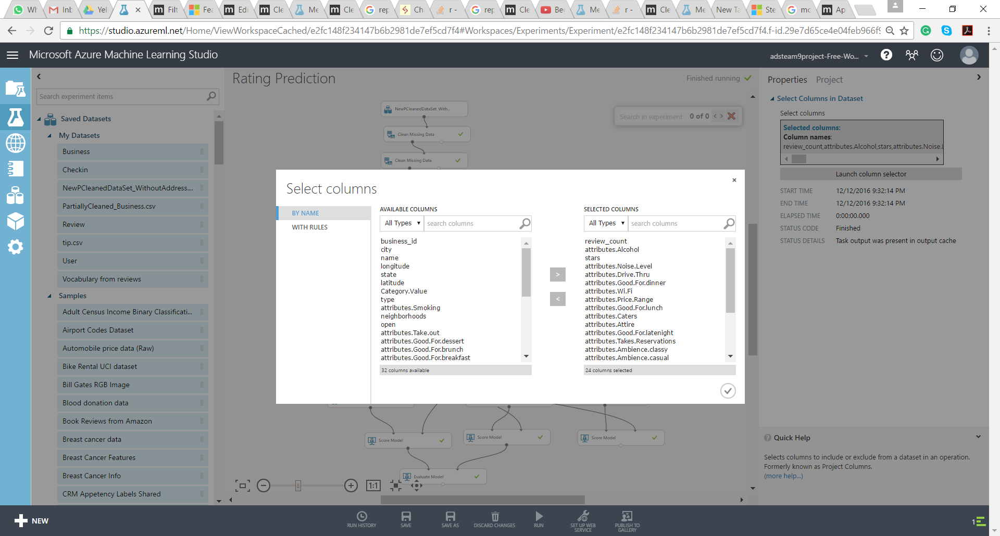 Wh
Inb
Yel
Filt
Fea
Edi
Cle
Me
Cle
rep
Ch
r -
rep
Cle
Bec
Me
r -
Cle
Me
New Ta
Ste
mc
Ap
https://studio.azureml.net/Home/ViewWorkspaceCached/e2fc148f234147b6b2981de7ef5cd7f4#Workspaces/Experiments/Experiment/e2fc148f234147b6b2981de7ef5cd7f4.f-id.29e7d65ce4e04feb966f9
Microsoft Azure Machine Learning Studio
adsteam9project-Free-Wo...
Search experiment items
Saved Datasets
My Datasets
Business
Checkin
NewPCleanedDataSet_WithoutAddress....
PartiallyCleaned_Business.csv
Review
tip.csv
User
Vocabulary from reviews
Samples
Adult Census Income Binary Classificati...
Airport Codes Dataset
Automobile price data (Raw)
Bike Rental UCI dataset
Bill Gates RGB Image
Blood donation data
Book Reviews from Amazon
Breast cancer data
Breast Cancer Features
Breast Cancer Info
CRM Appetency Labels Shared
Rating Prediction
Finished running
Search in experiment 0 of 0 < >
NewPCleanedDataSet_With...
Clean Missing Data
Clean Missing Data
Select columns
×
BY NAME
WITH RULES
AVAILABLE COLUMNS
All Types search columns
business_id
city
name
longitude
state
latitude
Category.Value
type
attributes.Smoking
neighborhoods
open
attributes.Take.out
attributes.Good.For.dessert
attributes.Good.For.brunch
attributes.Good.For.breakfast
32 columns available
>
<
SELECTED COLUMNS
All Types search columns
review_count
attributes.Alcohol
stars
attributes.Noise.Level
attributes.Drive.Thru
attributes.Good.For.dinner
attributes.Wi.Fi
attributes.Price.Range
attributes.Good.For.lunch
attributes.Caters
attributes.Attire
attributes.Good.For.latenight
attributes.Takes.Reservations
attributes.Ambience.classy
attributes.Ambience.casual
24 columns selected
Score Model
Score Model
Score Model
Evaluate Model
1:1
Properties Project
Select Columns in Dataset
Select columns
Selected columns:
Column names:
review_count,attributes.Alcohol,stars,attributes.Noise.L
Launch column selector
START TIME 12/12/2016 9:32:14 PM
END TIME 12/12/2016 9:32:14 PM
ELAPSED TIME 0:00:00.000
STATUS CODE Finished
STATUS DETAILS Task output was present in output cache
Quick Help
Selects columns to include or exclude from a dataset in an operation.
Formerly known as Project Columns.
(more help...)
NEW
RUN HISTORY
SAVE
SAVE AS
DISCARD CHANGES
RUN
SET UP WEB
SERVICE
PUBLISH TO
GALLERY
1